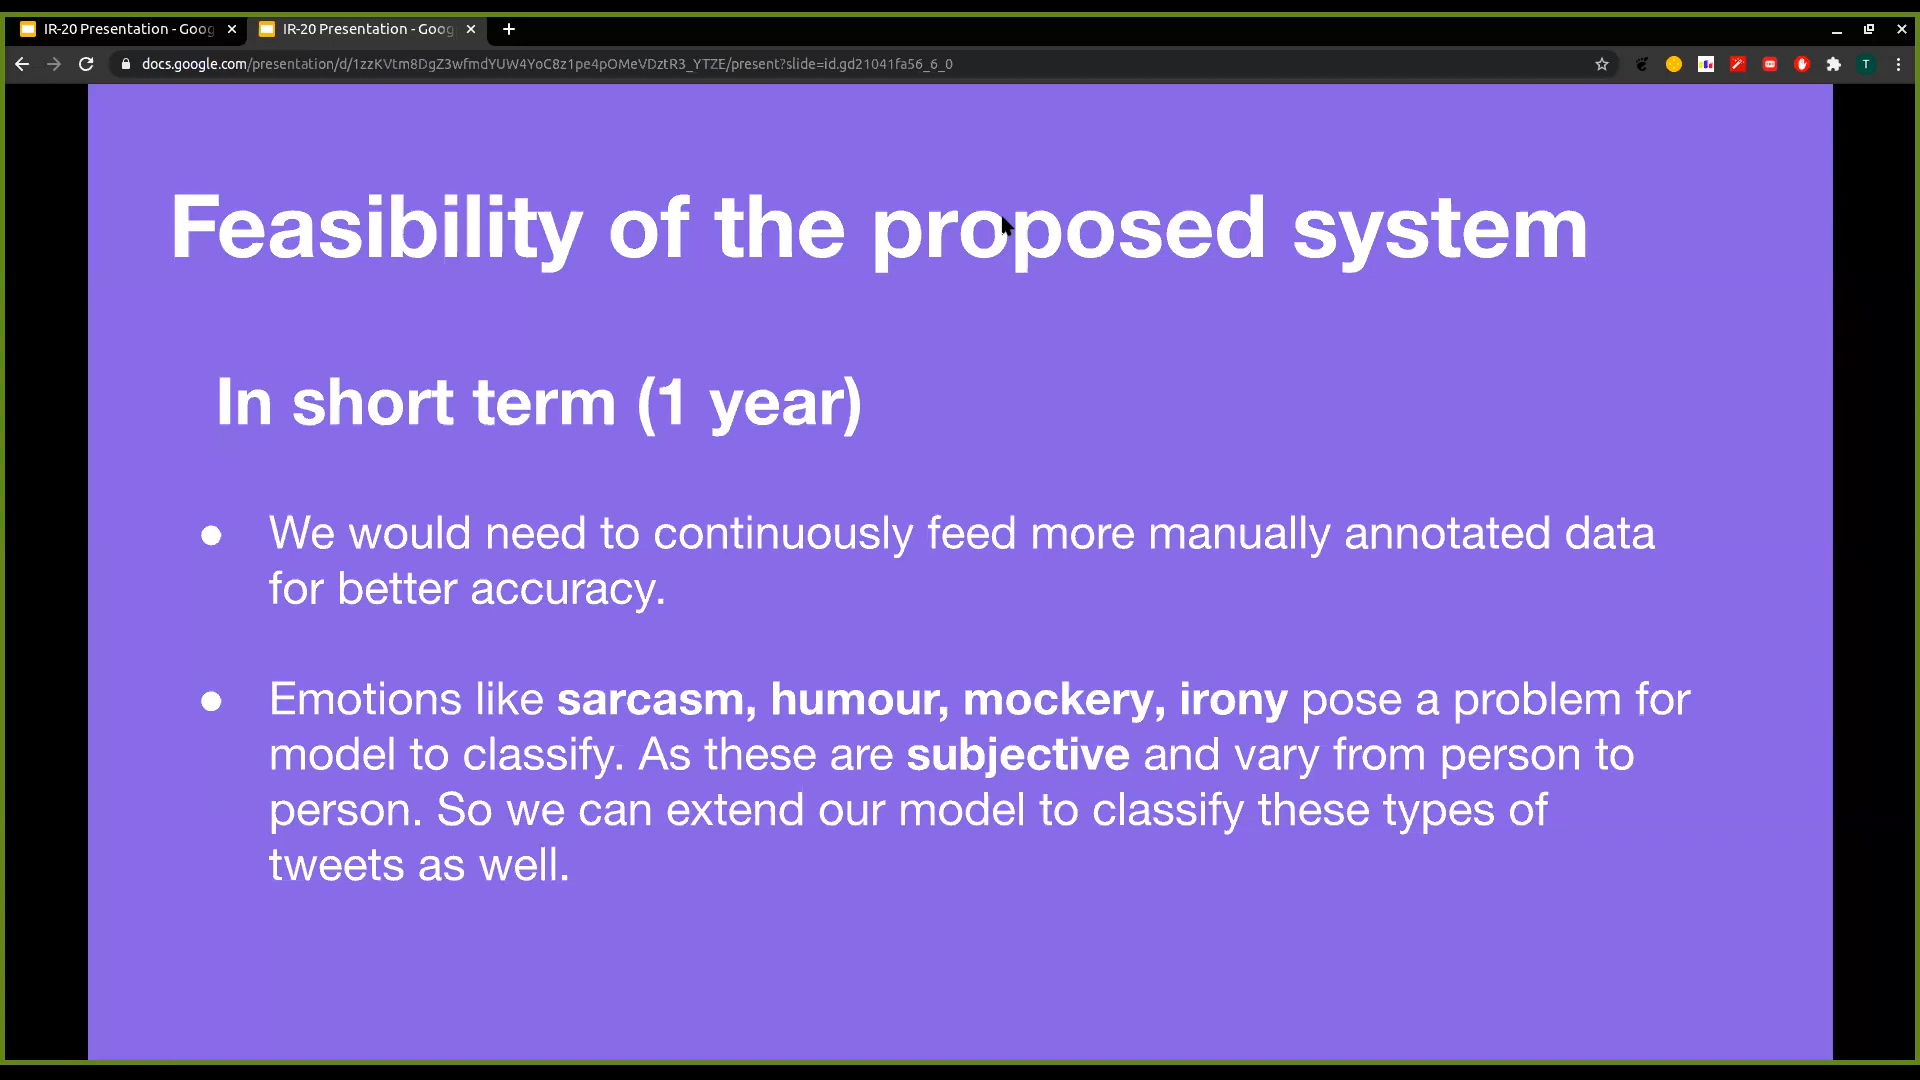 IR-20 Presentation - Goog
IR-20 Presentation - Goog
docs.google.com/presentation/d/1zzKVtm8DgZ3wfmdYUW4YoC8z1pe4pOMeVDztR3_YTZE/present?slide=id.gd21041fa56_6_0
T
Feasibility of the proposed system
In short term (1 year)
● We would need to continuously feed more manually annotated data
for better accuracy.
● Emotions like sarcasm, humour, mockery, irony pose a problem for
model to classify. As these are subjective and vary from person to
person. So we can extend our model to classify these types of
tweets as well.